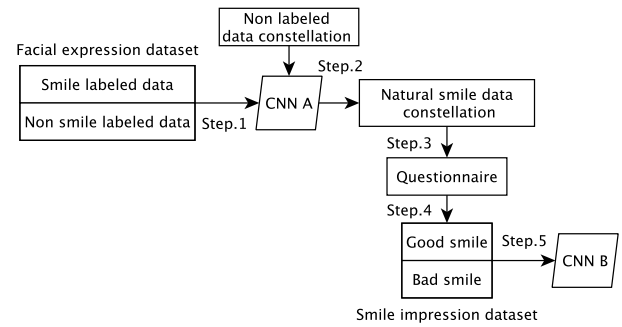 Non labeled
data constellation
Facial expression dataset
Step.2
Smile labeled data
CNN A
Natural smile data
constellation
Non smile labeled data
Step.1
Step.3
Questionnaire
Step.4
Good smile
Step.5
CNN B
Bad smile
Smile impression dataset